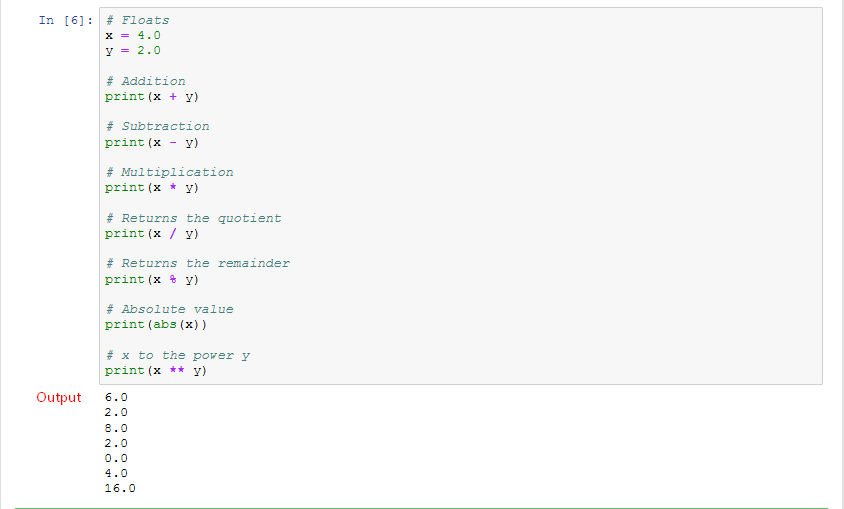 In [6]: # Floats
x = 4.0
y = 2.0
# Addition
print(x + y)
# Subtraction
print(x - y)
# Multiplication
print(x * y)
# Returns the quotient
print(x / y)
# Returns the remainder
print(x % y)
# Absolute value
print(abs(x))
# x to the power y
print(x ** y)
Output 6.0
2.0
8.0
2.0
0.0
4.0
16.0